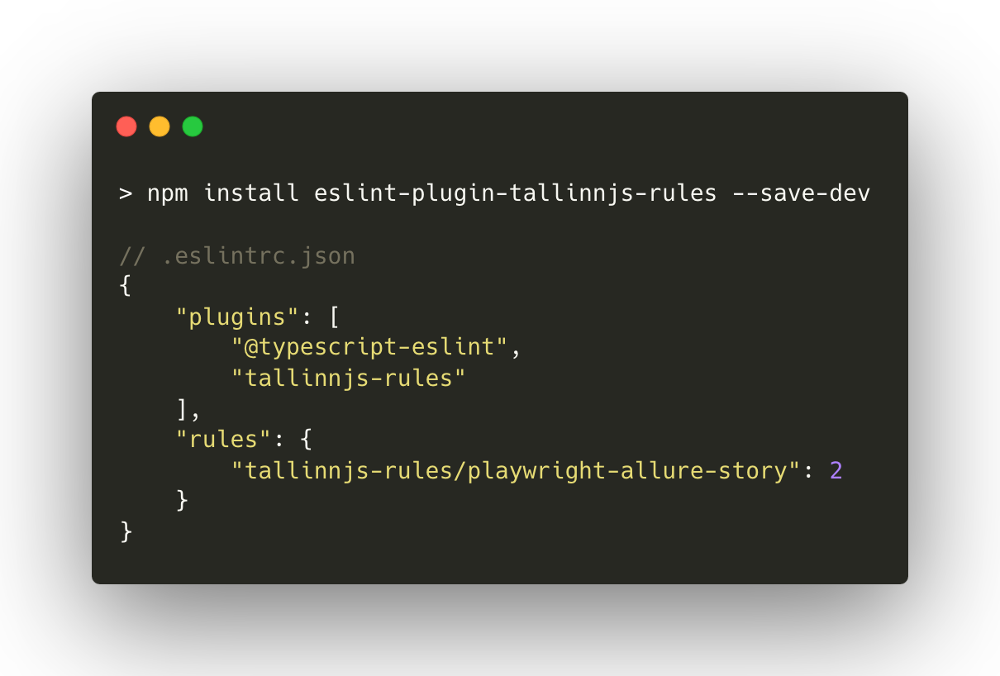 > npm install eslint-plugin-tallinnjs-rules --save-dev
// .eslintrc.json
{
    "plugins": [
        "@typescript-eslint",
        "tallinnjs-rules"
    ],
    "rules": {
        "tallinnjs-rules/playwright-allure-story": 2
    }
}